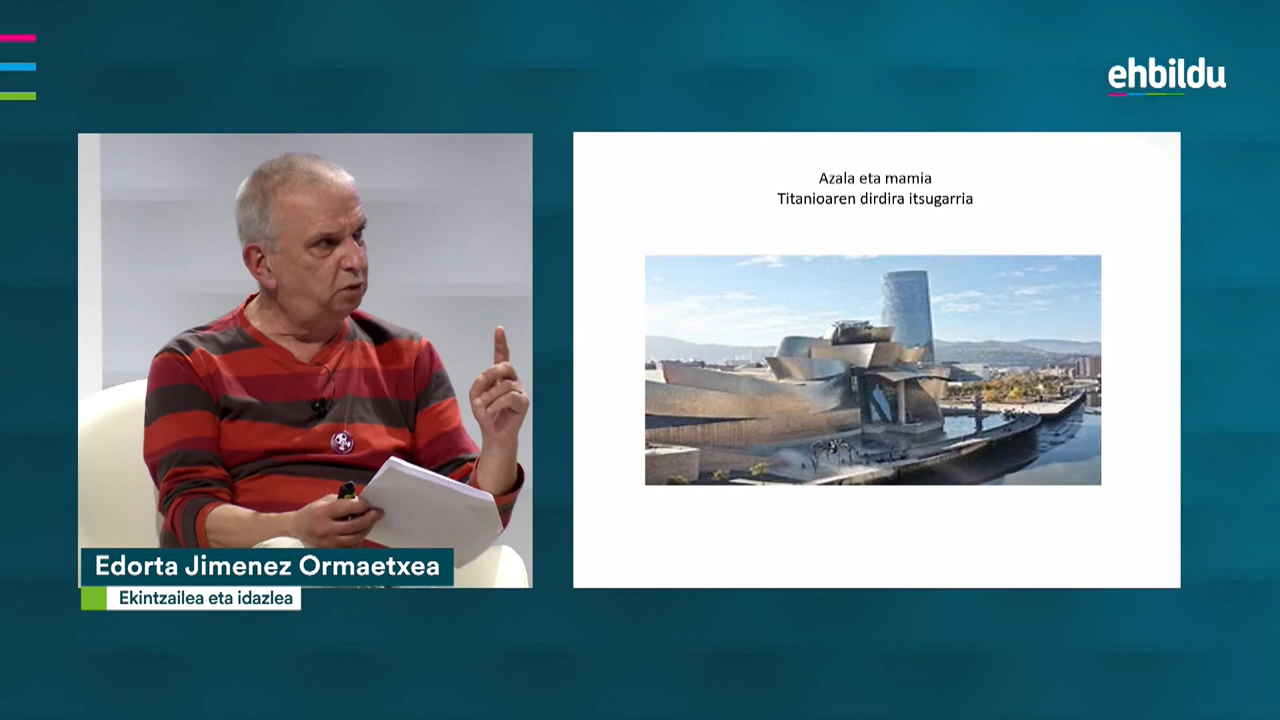 ehbildu
Azala eta mamia
Titanioaren dirdira itsugarria
Edorta Jimenez Ormaetxea
Ekintzailea eta idazlea